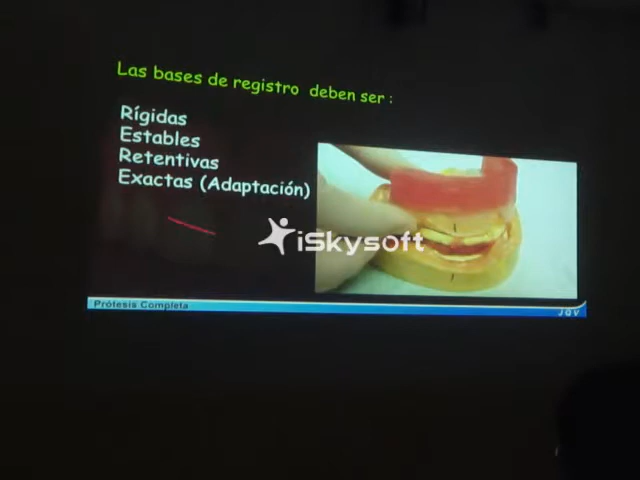 Las bases de registro deben ser :
Rígidas
Estables
Retentivas
Exactas (Adaptación)
iSkysoft
Prótesis Completa
JGV